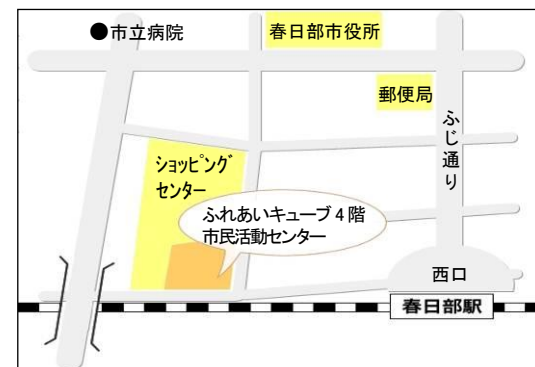 ●市立病院
春日部市役所
郵便局
ふじ通り
ショッピング
センター
ふれあいキューブ4階
市民活動センター
西口
春日部駅